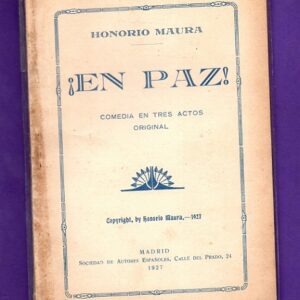 HONORIO MAURA
¡EN PAZ!
COMEDIA EN TRES ACTOS
ORIGINAL
Copyright, by Honorio Maura,—1927
MADRID
SOCIEDAD DE AUTORES ESPAÑOLES, CALLE DEL PRADO, 24
1927